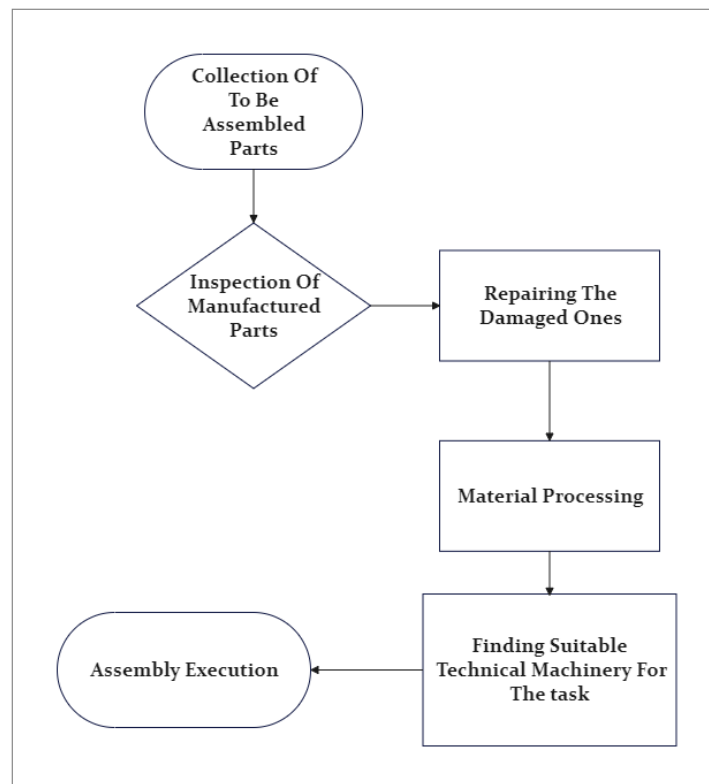 Collection Of
To Be
Assembled
Parts
Inspection Of
Manufactured
Parts
Repairing The
Damaged Ones
Material Processing
Finding Suitable
Technical Machinery For
The task
Assembly Execution